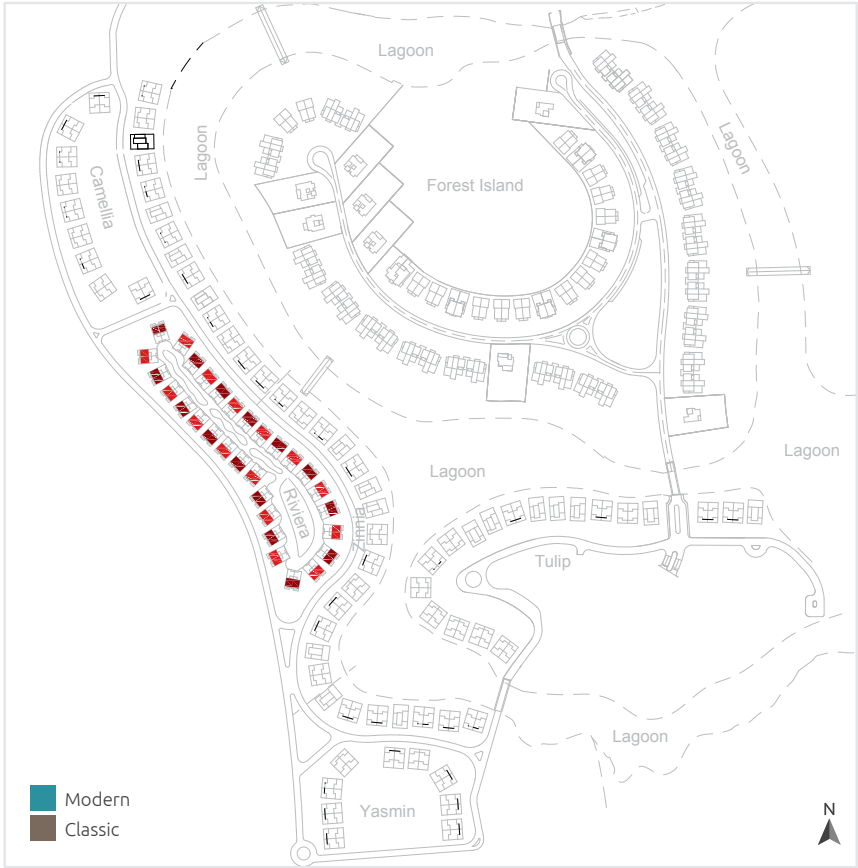 Lagoon
Lagoon
Lagoon
Camellia
Forest Island
Lagoon
Lagoon
Riviera
Zinnia
Tulip
Lagoon
Yasmin
Modern
Classic
N